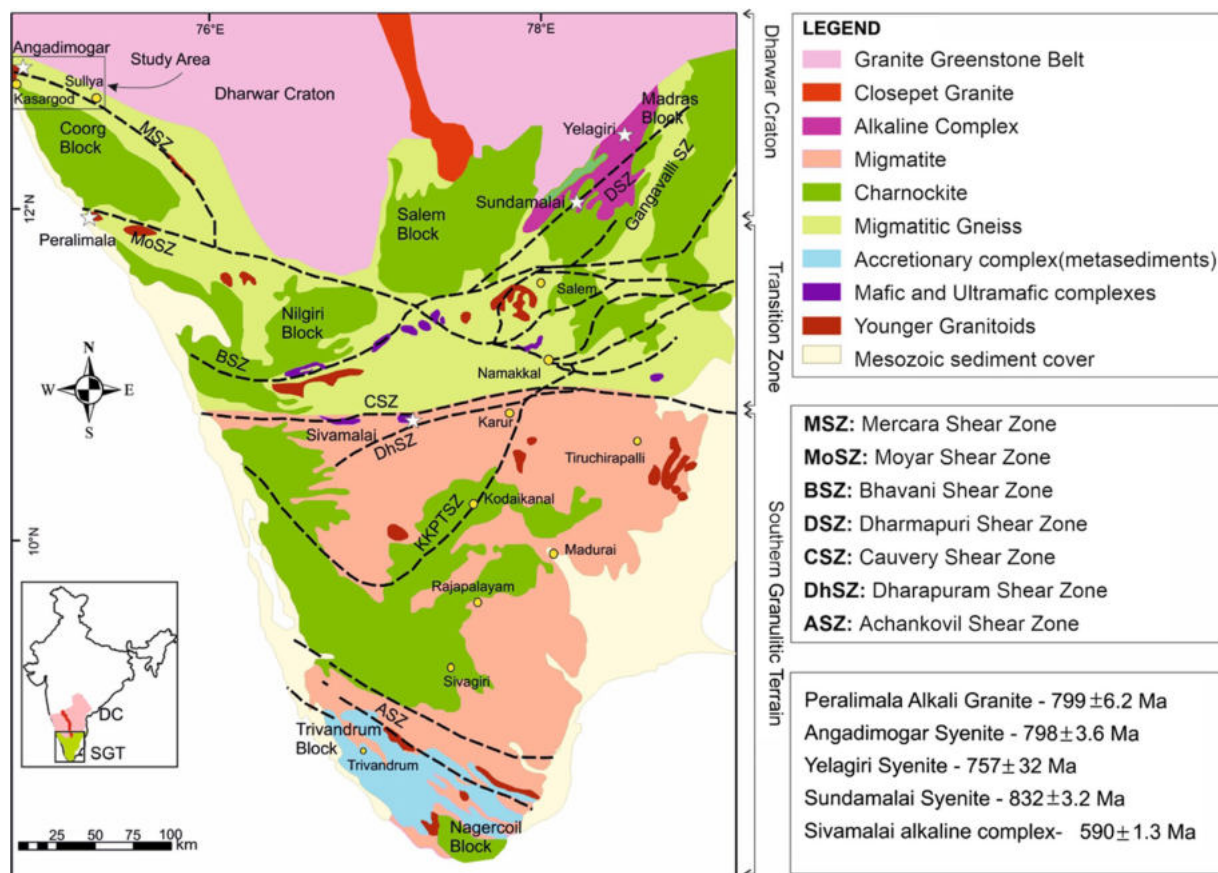 76°E
78°E
Angadimogar
Study Area
Sullya
Kasargod
Dharwar Craton
Madras
Block
Yelagiri
Coorg
Block
MSZ
Gangavalli SZ
DSZ
Sundamalai
12°N
Salem
Block
Peralimala
MoSZ
Salem
Nilgiri
Block
BSZ
Namakkal
N
W
E
S
CSZ
Sivamalai
Karur
DhSZ
Tiruchirapalli
Kodaikanal
KKPTSZ
10°N
Madurai
Rajapalayam
Sivagiri
ASZ
Trivandrum
Block
Trivandrum
DC
SGT
Nagercoil
Block
25 50 75 100
km
Dharwar Craton
Transition Zone
Southern Granulitic Terrain
LEGEND
Granite Greenstone Belt
Closepet Granite
Alkaline Complex
Migmatite
Charnockite
Migmatitic Gneiss
Accretionary complex(metasediments)
Mafic and Ultramafic complexes
Younger Granitoids
Mesozoic sediment cover
MSZ: Mercara Shear Zone
MoSZ: Moyar Shear Zone
BSZ: Bhavani Shear Zone
DSZ: Dharmapuri Shear Zone
CSZ: Cauvery Shear Zone
DhSZ: Dharapuram Shear Zone
ASZ: Achankovil Shear Zone
Peralimala Alkali Granite - 799±6.2 Ma
Angadimogar Syenite - 798±3.6 Ma
Yelagiri Syenite - 757±32 Ma
Sundamalai Syenite - 832±3.2 Ma
Sivamalai alkaline complex- 590±1.3 Ma